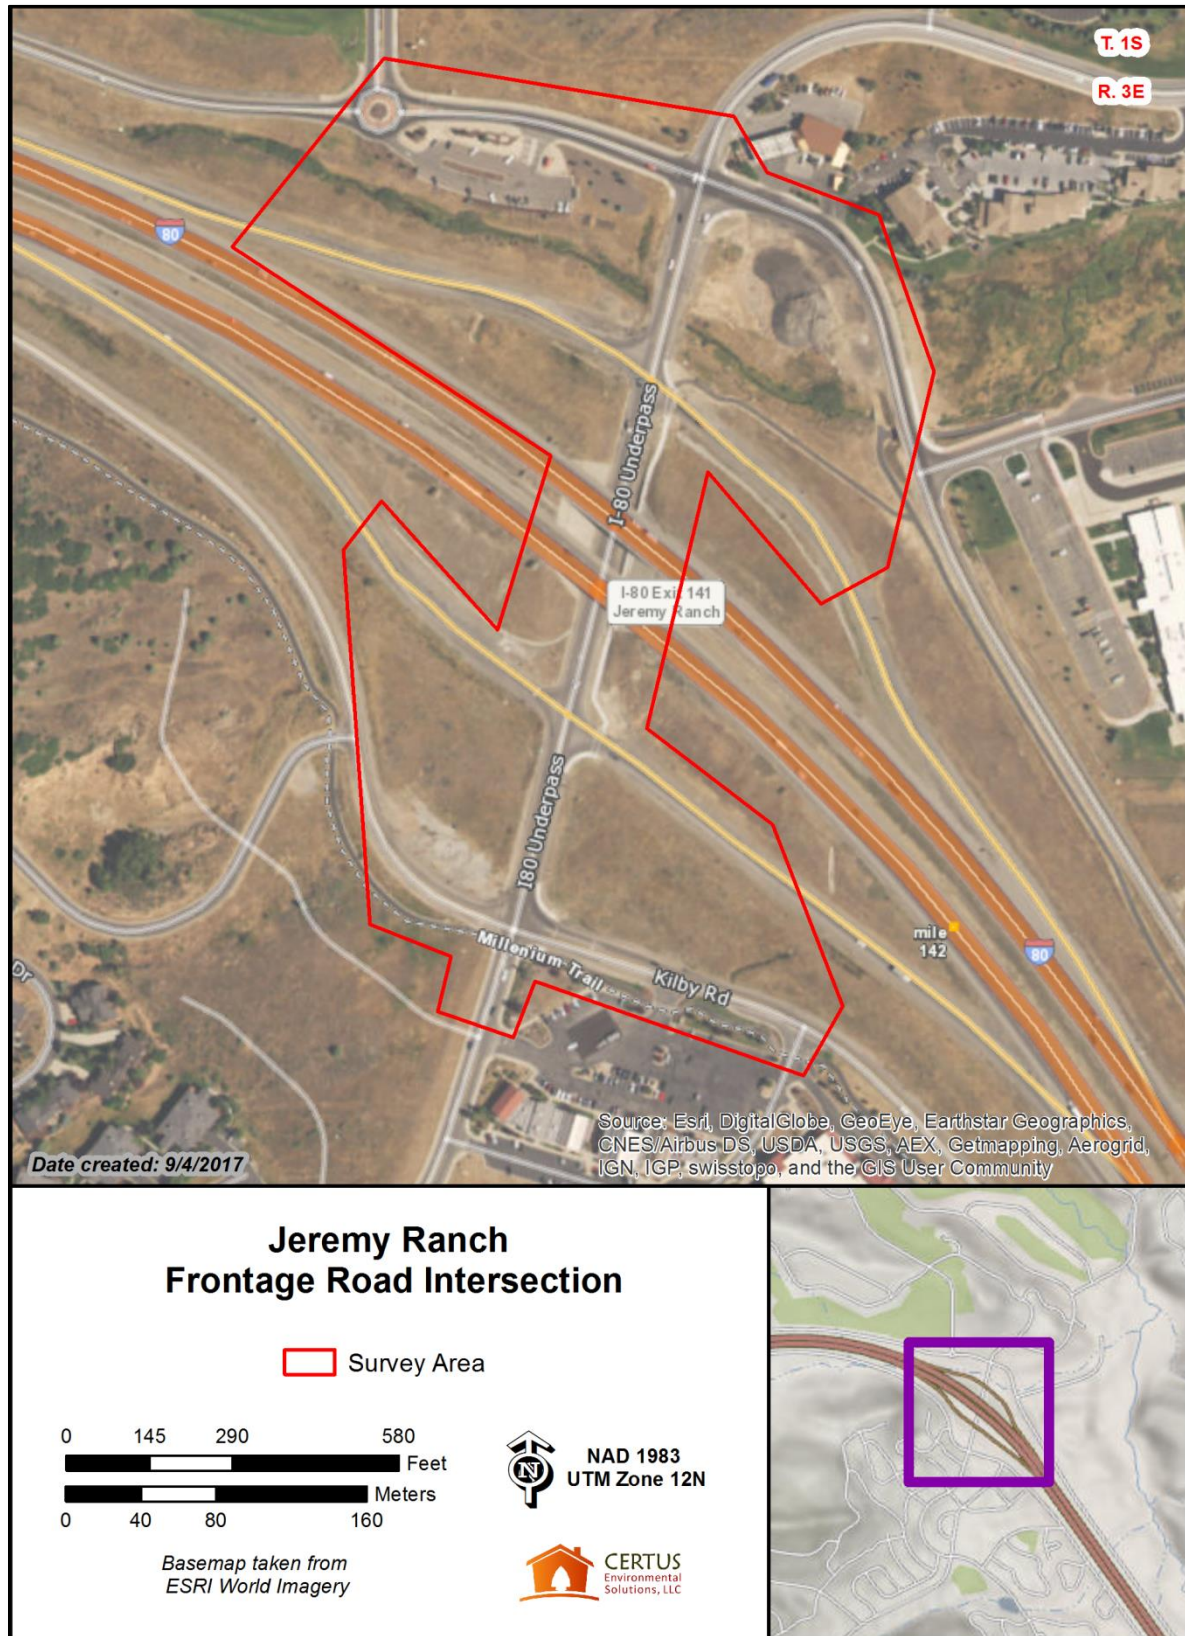 T. 1S
R. 3E
80
I-80 Underpass
I-80 Exit 141
Jeremy Ranch
I80 Underpass
mile
142
80
Millenium Trail
Kilby Rd
Dr
Source: Esri, DigitalGlobe, GeoEye, Earthstar Geographics,
CNES/Airbus DS, USDA, USGS, AEX, Getmapping, Aerogrid,
IGN, IGP, swisstopo, and the GIS User Community
Date created: 9/4/2017
Jeremy Ranch
Frontage Road Intersection
Survey Area
0 145 290 580
Feet
Meters
0 40 80 160
N
NAD 1983
UTM Zone 12N
Basemap taken from
ESRI World Imagery
CERTUS
Environmental
Solutions, LLC